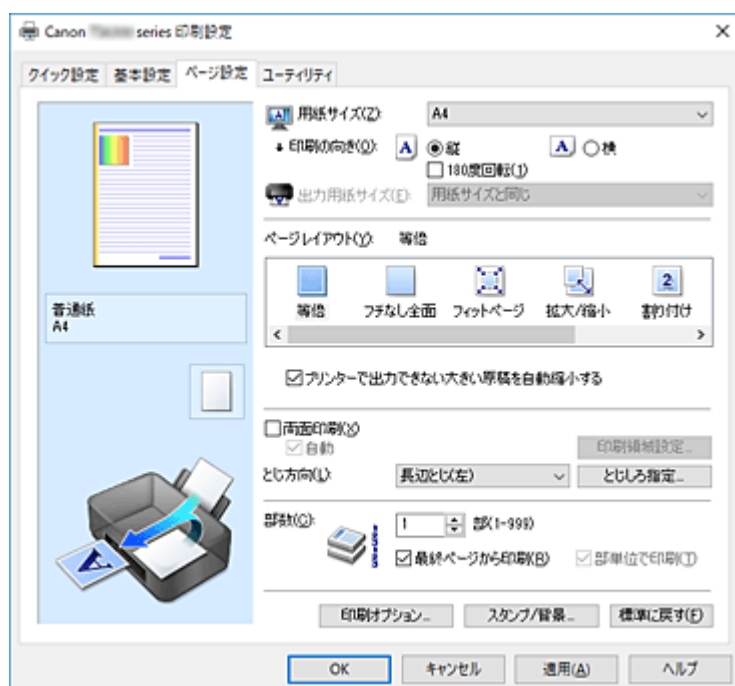 Canon series 印刷設定
クイック設定 基本設定 ページ設定 ユーティリティ
用紙サイズ(Z): A4
印刷の向き(O): A 縦 A 横
180度回転(J)
出力用紙サイズ(E): 用紙サイズと同じ
ページレイアウト(Y): 等倍
等倍 フチなし全面 フィットページ 拡大/縮小 割り付け
プリンターで出力できない大きい原稿を自動縮小する
普通紙
A4
両面印刷(X)
自動 印刷領域設定...
とじ方向(L): 長辺とじ(左) とじしろ指定...
部数(C): 1 部(1-999)
最終ページから印刷(R) 部単位で印刷(T)
印刷オプション... スタンプ/背景... 標準に戻す(F)
OK キャンセル 適用(A) ヘルプ